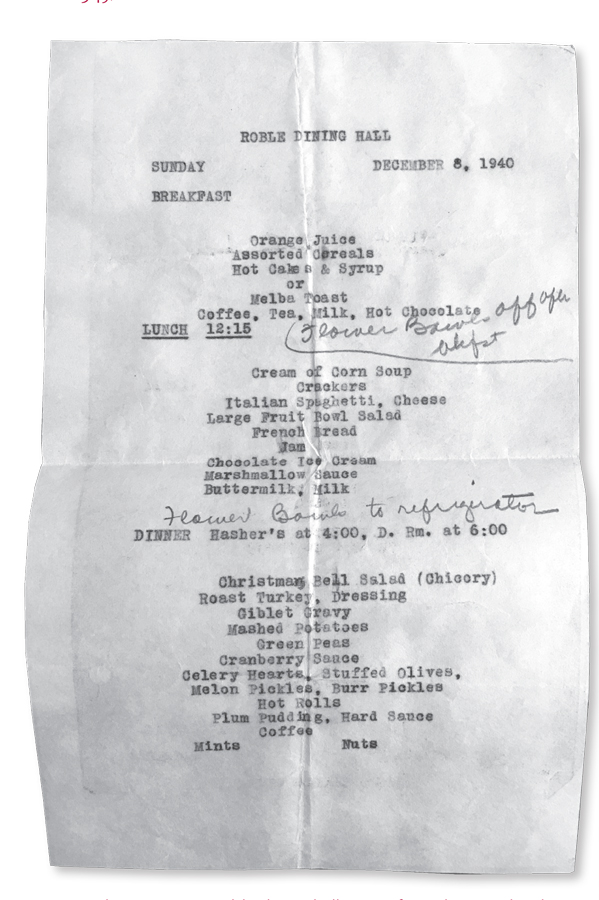 ROBLE DINING HALL
SUNDAY DECEMBER 8, 1940
BREAKFAST
Orange Juice
Assorted Cereals
Hot Cakes & Syrup
or
Melba Toast
Coffee, Tea, Milk, Hot Chocolate
LUNCH 12:15 Flower Bowls off after
bkfst
Cream of Corn Soup
Crackers
Italian Spaghetti, Cheese
Large Fruit Bowl Salad
French Bread
Jam
Chocolate Ice Cream
Marshmallow Sauce
Buttermilk, Milk
Flower Bowls to refrigirator
DINNER Hasher's at 4:00, D. Rm. at 6:00
Christmas Bell Salad (Chicory)
Roast Turkey, Dressing
Giblet Gravy
Mashed Potatoes
Green Peas
Cranberry Sauce
Celery Hearts, Stuffed Olives,
Melon Pickles, Burr Pickles
Hot Rolls
Plum Pudding, Hard Sauce
Coffee
Mints Nuts